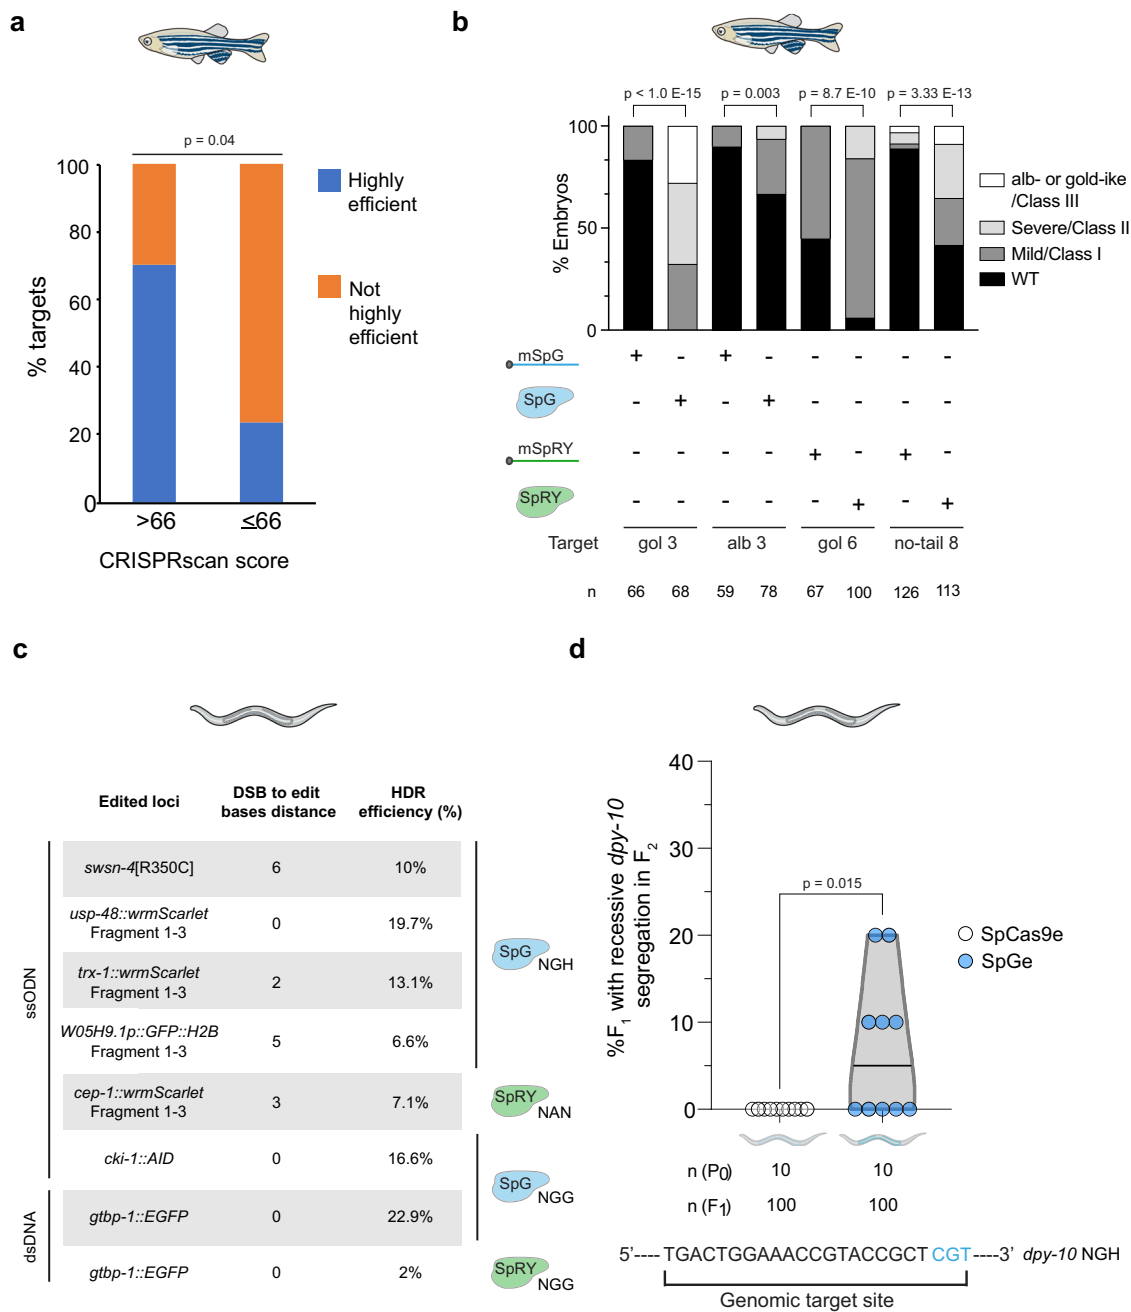 a
p = 0.04
100
80
60
40
20
0
% targets
>66
≤66
CRISPRscan score
Highly
efficient
Not
highly
efficient
b
p < 1.0 E-15
p = 0.003
p = 8.7 E-10
p = 3.33 E-13
100
50
0
% Embryos
alb- or gold-ike
/Class III
Severe/Class II
Mild/Class I
WT
mSpG + - + - - - - -
SpG - + - + - - - -
mSpRY - - - - + - + -
SpRY - - - - - + - +
Target gol 3 alb 3 gol 6 no-tail 8
n 66 68 59 78 67 100 126 113
c
Edited loci
DSB to edit
bases distance
HDR
efficiency (%)
ssODN
swsn-4[R350C] 6 10%
usp-48::wrmScarlet
Fragment 1-3
0 19.7%
trx-1::wrmScarlet
Fragment 1-3
2 13.1%
W05H9.1p::GFP::H2B
Fragment 1-3
5 6.6%
SpG NGH
cep-1::wrmScarlet
Fragment 1-3
3 7.1%
SpRY NAN
cki-1::AID 0 16.6%
dsDNA
gtbp-1::EGFP 0 22.9%
SpG NGG
gtbp-1::EGFP 0 2%
SpRY NGG
d
40
30
20
10
0
%F1 with recessive dpy-10
segregation in F2
p = 0.015
SpCas9e
SpGe
n (P0) 10 10
n (F1) 100 100
5’----TGACTGGAAACCGTACCGCT CGT----3’ dpy-10 NGH
Genomic target site